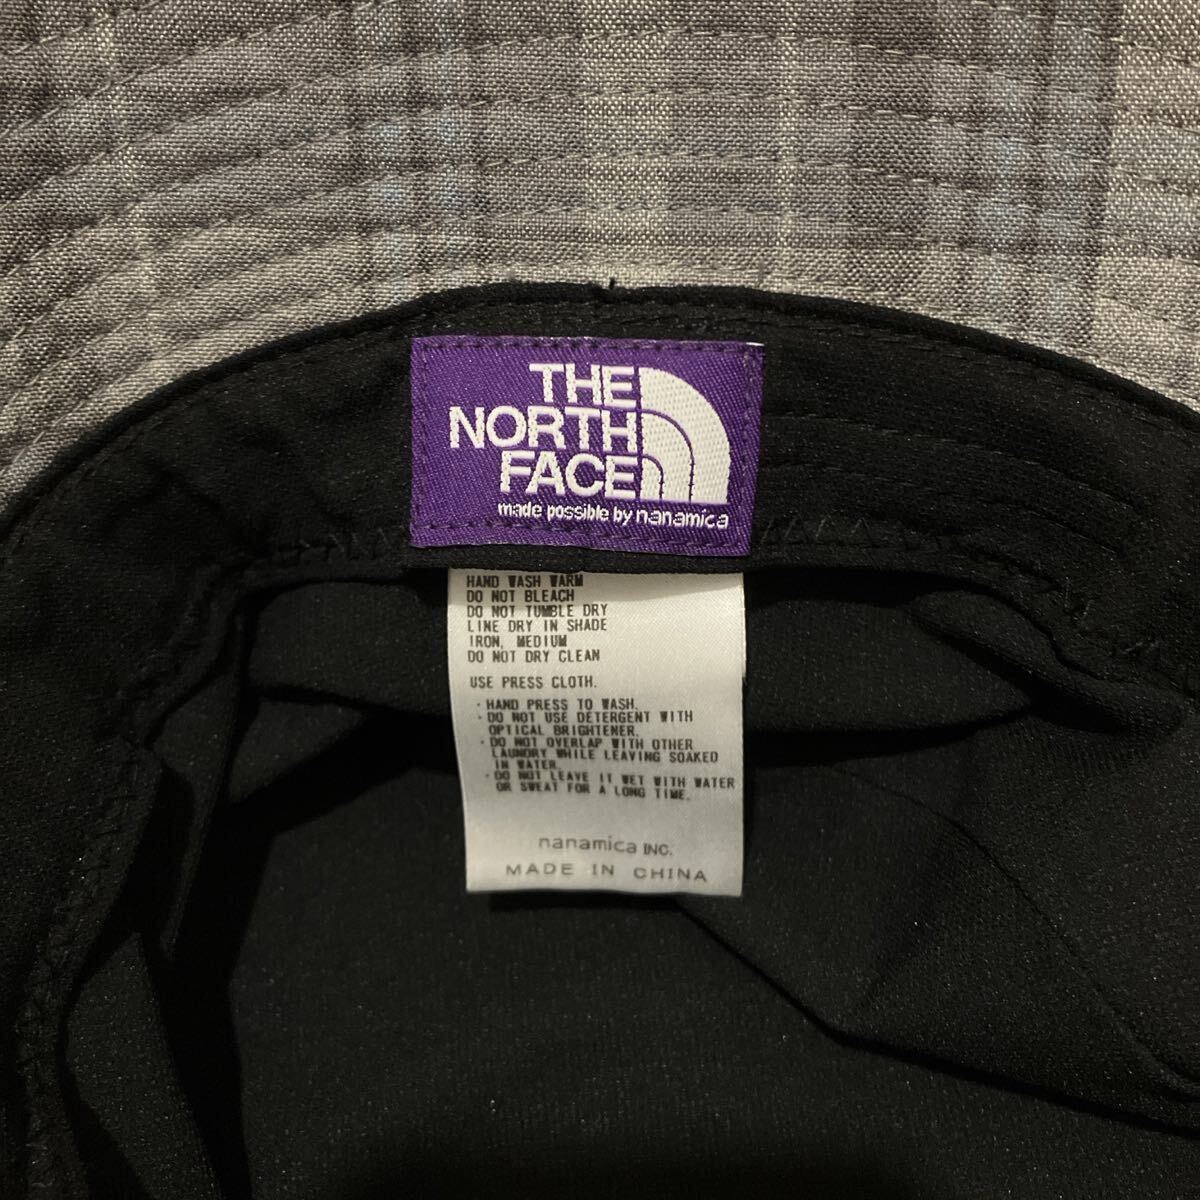 THE
NORTH
FACE
made possible by nanamica
HAND WASH WARM
DO NOT BLEACH
DO NOT TUMBLE DRY
LINE DRY IN SHADE
IRON, MEDIUM
DO NOT DRY CLEAN
USE PRESS CLOTH.
・HAND PRESS TO WASH.
・DO NOT USE DETERGENT WITH
OPTICAL BRIGHTENER.
・DO NOT OVERLAP WITH OTHER
LAUNDRY WHILE LEAVING SOAKED
IN WATER.
・DO NOT LEAVE IT WET WITH WATER
OR SWEAT FOR A LONG TIME.
nanamica INC.
MADE IN CHINA